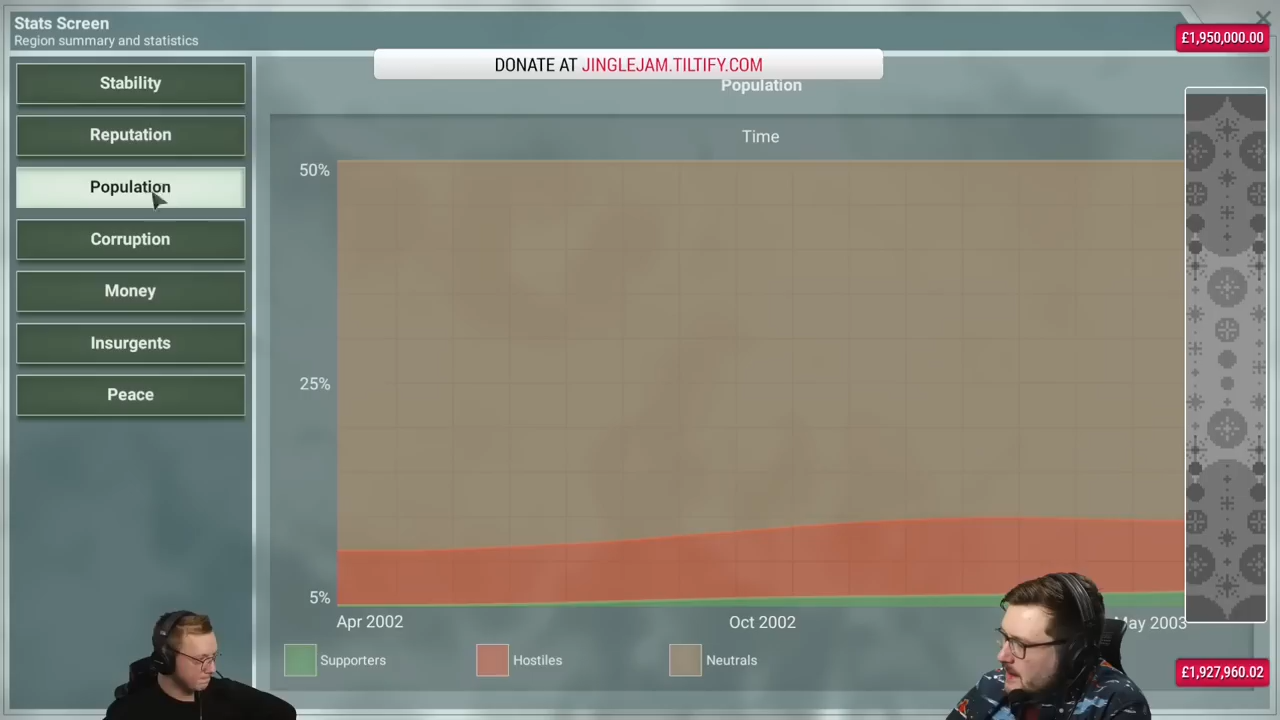 Stats Screen
Region summary and statistics
£1,950,000.00
DONATE AT JINGLEJAM.TILTIFY.COM
Stability
Reputation
Population
Corruption
Money
Insurgents
Peace
Population
Time
50%
25%
5%
Apr 2002
Oct 2002
May 2003
Supporters
Hostiles
Neutrals
£1,927,960.02